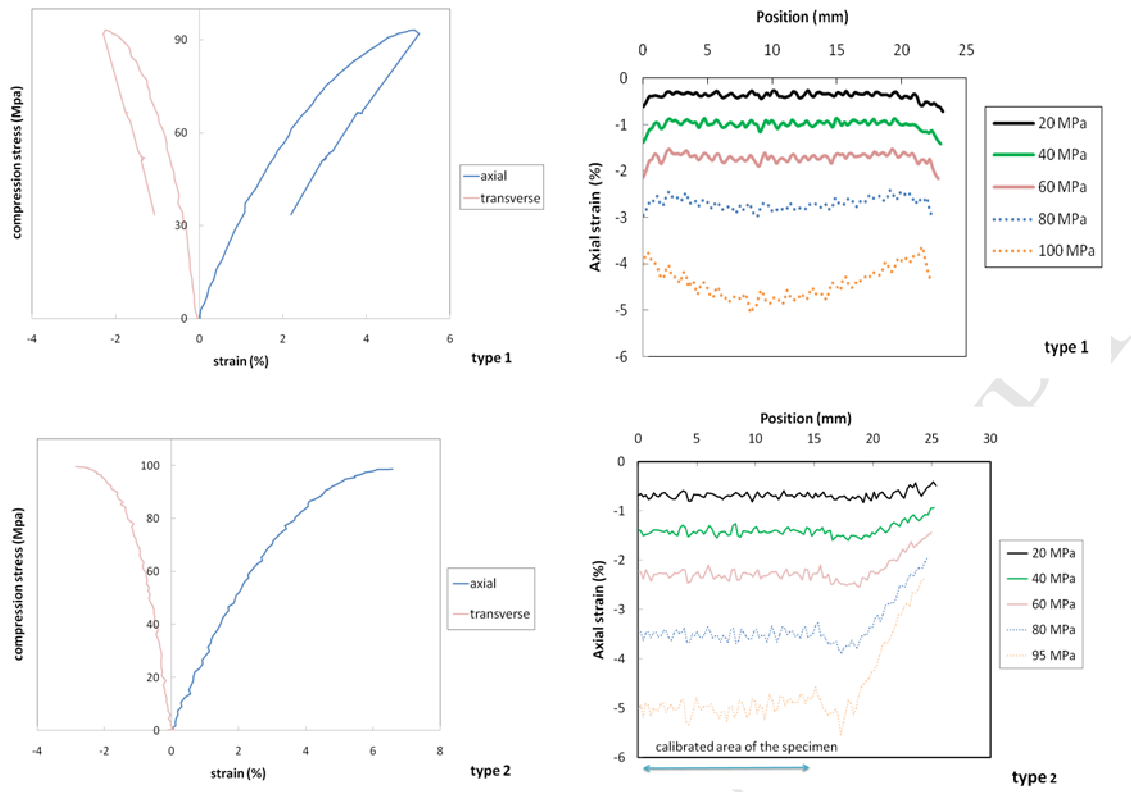 compression stress (Mpa)
90
60
30
0
-4
-2
0
2
4
6
strain (%)
axial
transverse
type 1
Position (mm)
0
5
10
15
20
25
0
-1
-2
-3
-4
-5
-6
Axial strain (%)
20 MPa
40 MPa
60 MPa
80 MPa
100 MPa
type 1
compression stress (Mpa)
100
80
60
40
20
0
-4
-2
0
2
4
6
8
strain (%)
axial
transverse
type 2
Position (mm)
0
5
10
15
20
25
30
0
-1
-2
-3
-4
-5
-6
Axial strain (%)
20 MPa
40 MPa
60 MPa
80 MPa
95 MPa
calibrated area of the specimen
type 2